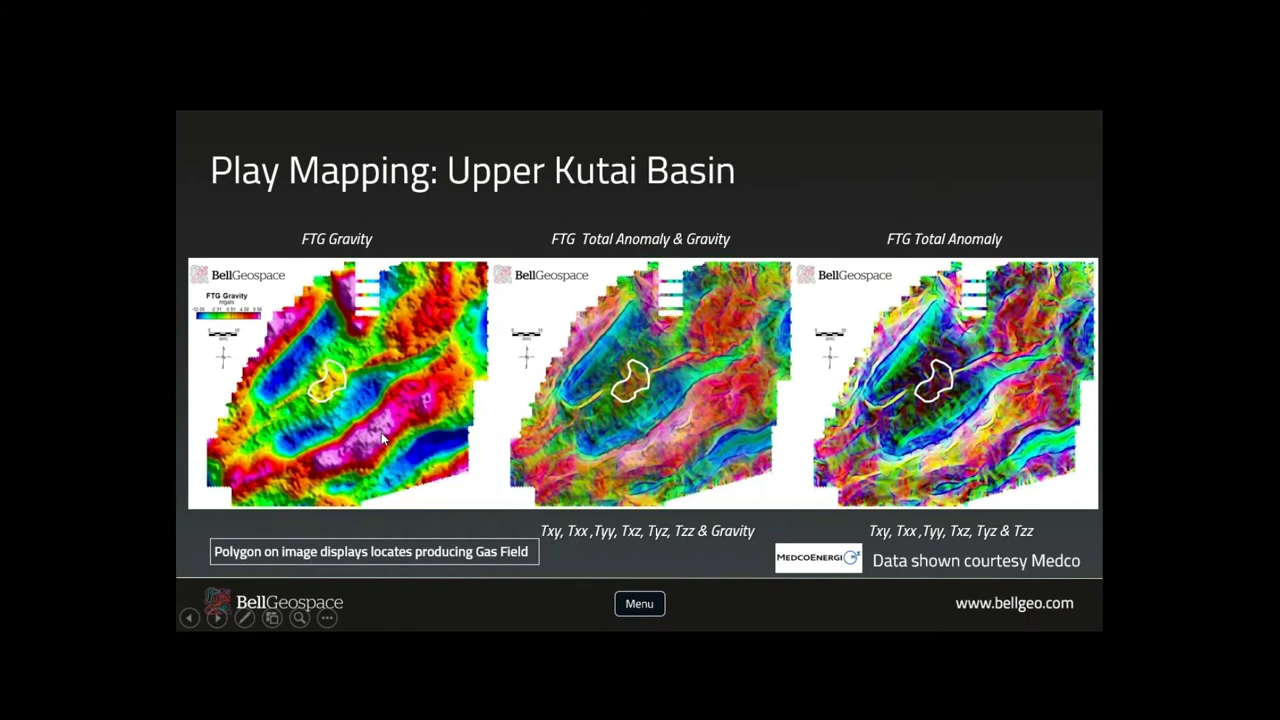 Play Mapping: Upper Kutai Basin
FTG Gravity
FTG Total Anomaly & Gravity
FTG Total Anomaly
BellGeospace
BellGeospace
BellGeospace
FTG Gravity
mgals
Txy, Txx ,Tyy, Txz, Tyz, Tzz & Gravity
Txy, Txx ,Tyy, Txz, Tyz & Tzz
Polygon on image displays locates producing Gas Field
MEDCOENERGI
Data shown courtesy Medco
BellGeospace
Menu
www.bellgeo.com